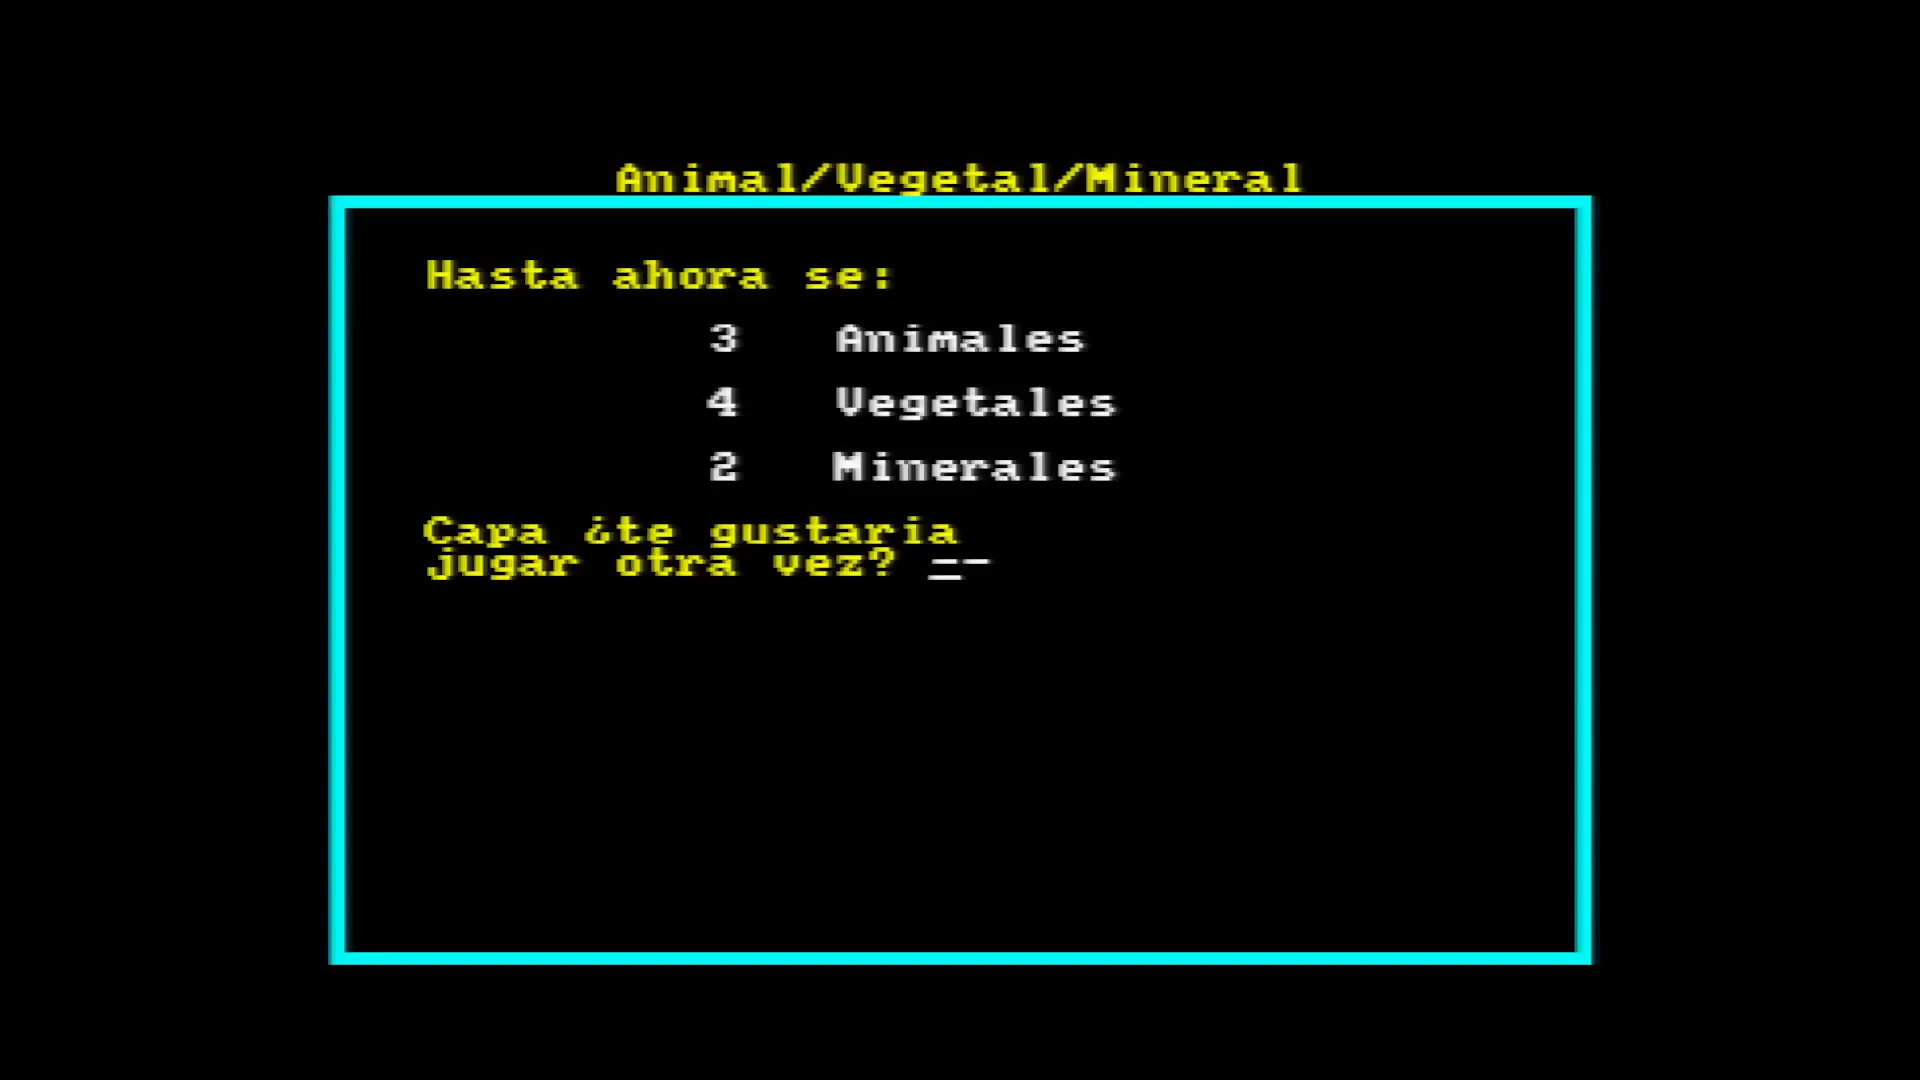 Animal/Vegetal/Mineral
Hasta ahora se:
3 Animales
4 Vegetales
2 Minerales
Capa ¿te gustaria
jugar otra vez? --